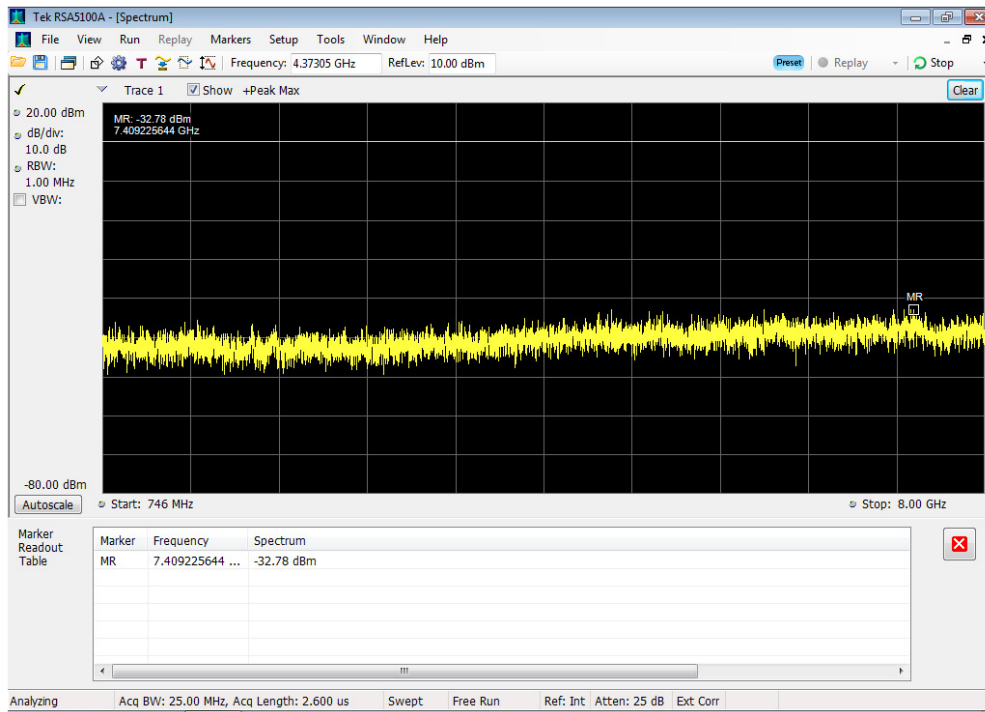 Tek RSA5100A - [Spectrum]
File View Run Replay Markers Setup Tools Window Help
Frequency: 4.37305 GHz RefLev: 10.00 dBm Preset Replay Stop
Trace 1 Show +Peak Max Clear
20.00 dBm
dB/div:
10.0 dB
RBW:
1.00 MHz
VBW:
MR: -32.78 dBm
7.409225644 GHz
MR
-80.00 dBm
Autoscale Start: 746 MHz Stop: 8.00 GHz
Marker
Readout
Table
Marker Frequency Spectrum
MR 7.409225644 ... -32.78 dBm
Analyzing Acq BW: 25.00 MHz, Acq Length: 2.600 us Swept Free Run Ref: Int Atten: 25 dB Ext Corr